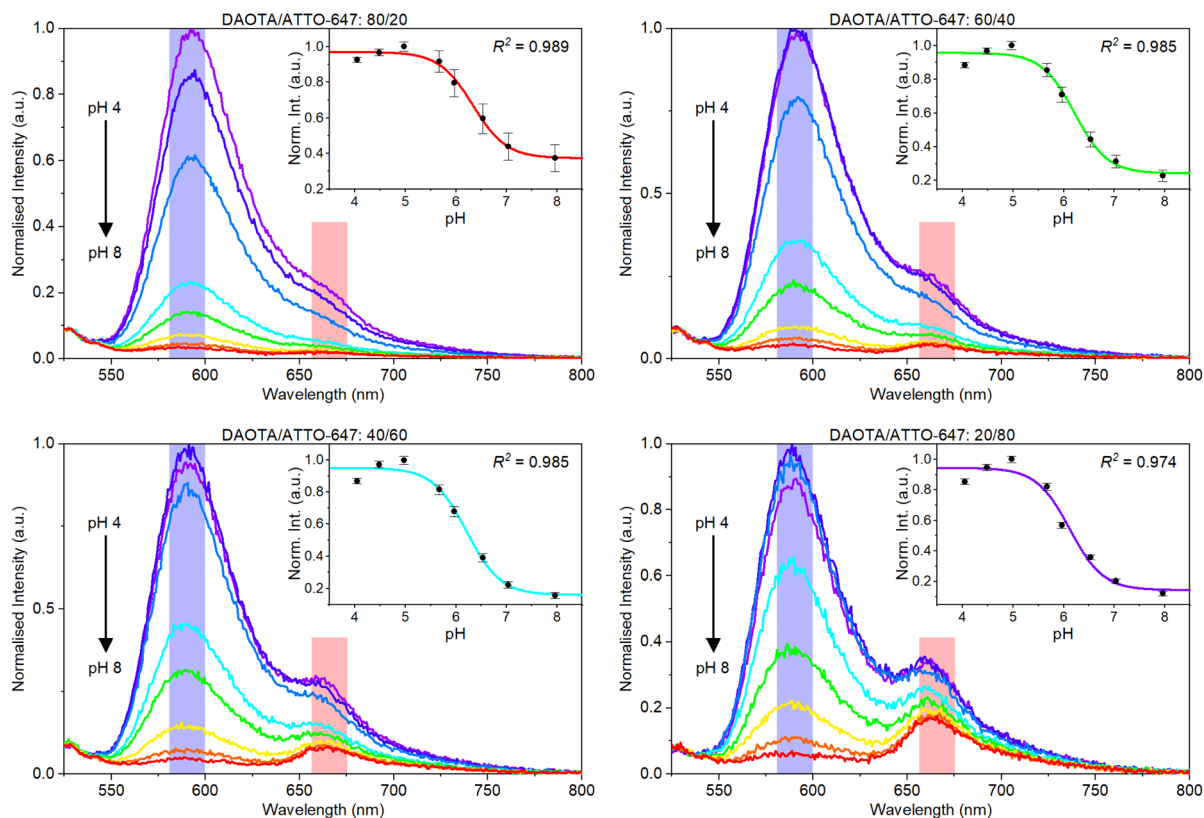 DAOTA/ATTO-647: 80/20
Normalised Intensity (a.u.)
1.0
0.8
0.6
0.4
0.2
0.0
pH 4
pH 8
550 600 650 700 750 800
Wavelength (nm)
Norm. Int. (a.u.)
1.0
0.8
0.6
0.4
0.2
R² = 0.989
4 5 6 7 8
pH
DAOTA/ATTO-647: 60/40
Normalised Intensity (a.u.)
1.0
0.5
0.0
pH 4
pH 8
550 600 650 700 750 800
Wavelength (nm)
Norm. Int. (a.u.)
1.0
0.8
0.6
0.4
0.2
R² = 0.985
4 5 6 7 8
pH
DAOTA/ATTO-647: 40/60
Normalised Intensity (a.u.)
1.0
0.5
0.0
pH 4
pH 8
550 600 650 700 750 800
Wavelength (nm)
Norm. Int. (a.u.)
1.0
0.8
0.6
0.4
0.2
R² = 0.985
4 5 6 7 8
pH
DAOTA/ATTO-647: 20/80
Normalised Intensity (a.u.)
1.0
0.8
0.6
0.4
0.2
0.0
pH 4
pH 8
550 600 650 700 750 800
Wavelength (nm)
Norm. Int. (a.u.)
1.0
0.8
0.6
0.4
0.2
R² = 0.974
4 5 6 7 8
pH